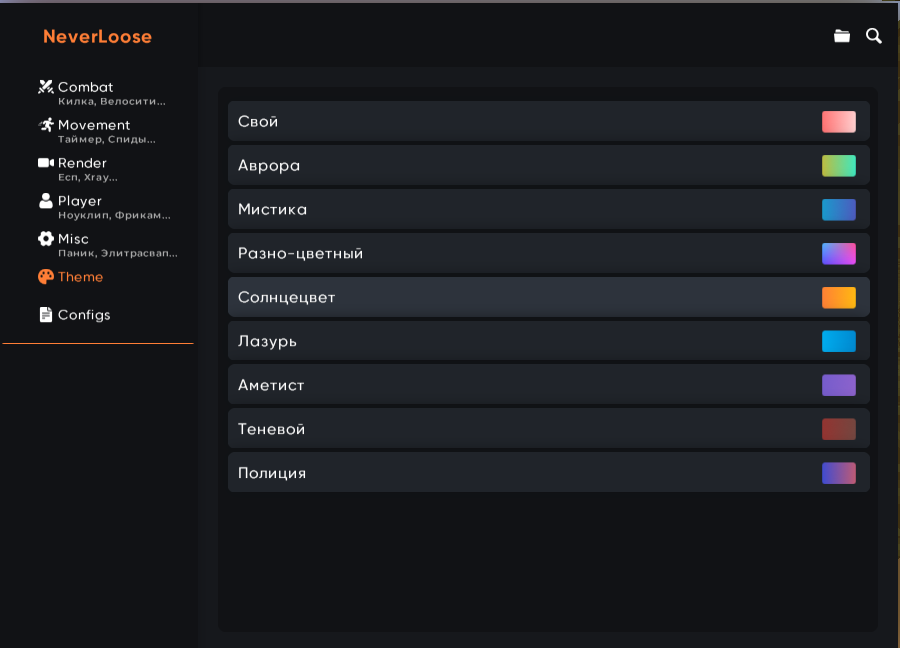 NeverLoose
Combat
Килка, Велосити...
Movement
Таймер, Спиды...
Render
Есп, Xray...
Player
Ноуклип, Фрикам...
Misc
Паник, Элитрасвап...
Theme
Configs
Свой
Аврора
Мистика
Разно-цветный
Солнцецвет
Лазурь
Аметист
Теневой
Полиция